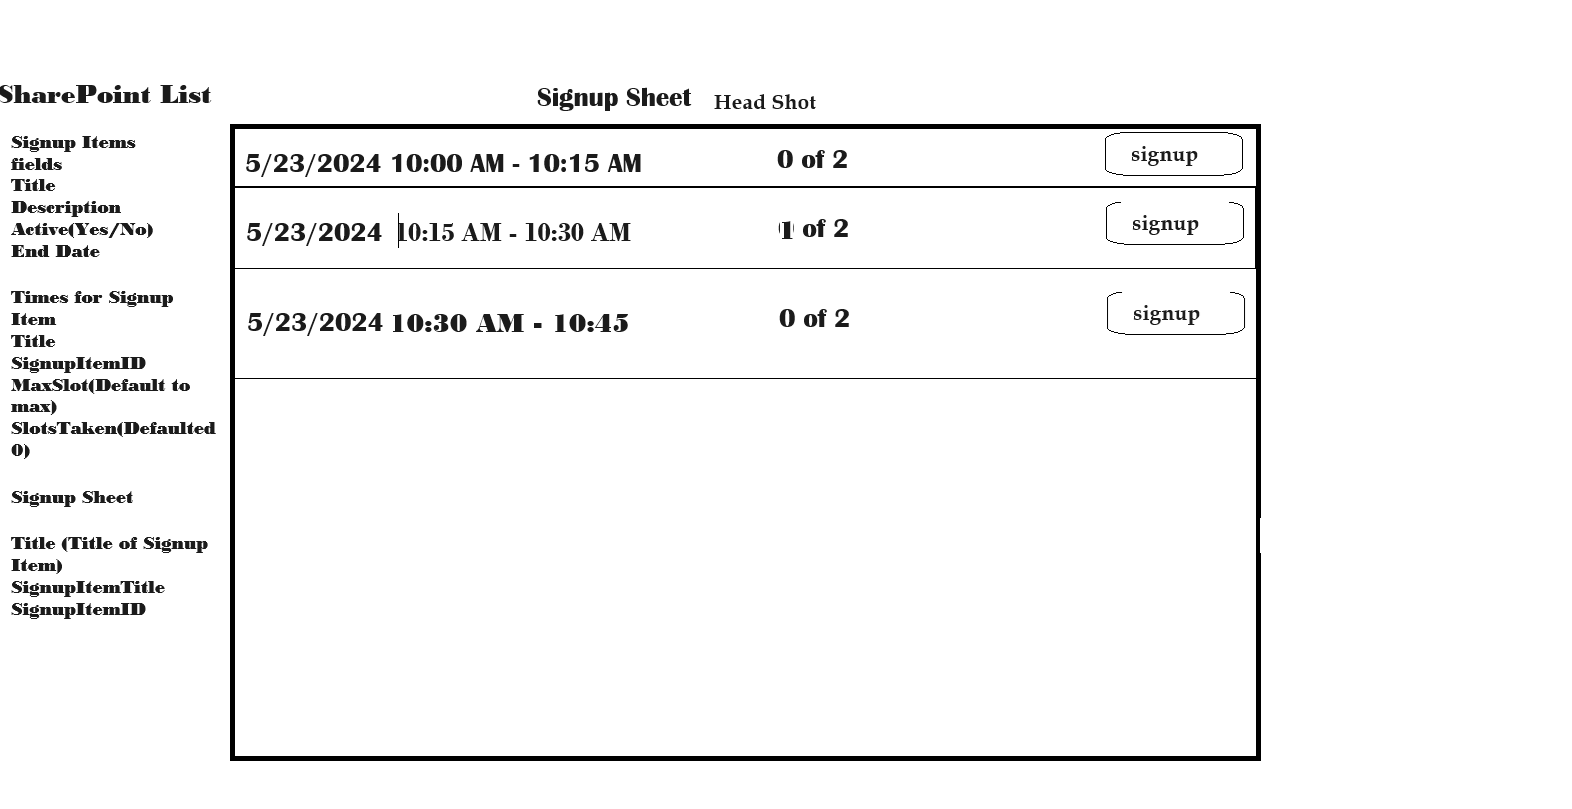 SharePoint List
Signup Sheet Head Shot
Signup Items
fields
Title
Description
Active(Yes/No)
End Date
Times for Signup
Item
Title
SignupItemID
MaxSlot(Default to
max)
SlotsTaken(Defaulted
0)
Signup Sheet
Title (Title of Signup
Item)
SignupItemTitle
SignupItemID
5/23/2024 10:00 AM - 10:15 AM 0 of 2 signup
5/23/2024 10:15 AM - 10:30 AM 1 of 2 signup
5/23/2024 10:30 AM - 10:45 0 of 2 signup